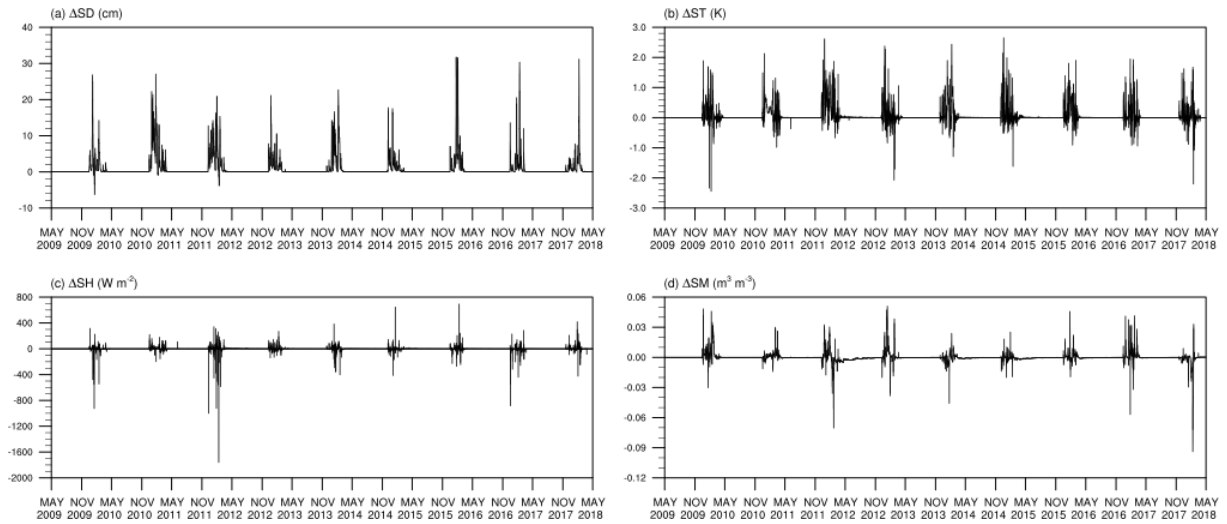 (a) ΔSD (cm)
40
30
20
10
0
-10
MAY NOV MAY NOV MAY NOV MAY NOV MAY NOV MAY NOV MAY NOV MAY NOV MAY NOV MAY
2009 2009 2010 2010 2011 2011 2012 2012 2013 2013 2014 2014 2015 2015 2016 2016 2017 2017 2018
(b) ΔST (K)
3.0
2.0
1.0
0.0
-1.0
-2.0
-3.0
MAY NOV MAY NOV MAY NOV MAY NOV MAY NOV MAY NOV MAY NOV MAY NOV MAY NOV MAY
2009 2009 2010 2010 2011 2011 2012 2012 2013 2013 2014 2014 2015 2015 2016 2016 2017 2017 2018
(c) ΔSH (W m⁻²)
800
400
0
-400
-800
-1200
-1600
-2000
MAY NOV MAY NOV MAY NOV MAY NOV MAY NOV MAY NOV MAY NOV MAY NOV MAY NOV MAY
2009 2009 2010 2010 2011 2011 2012 2012 2013 2013 2014 2014 2015 2015 2016 2016 2017 2017 2018
(d) ΔSM (m³ m⁻³)
0.06
0.03
0.00
-0.03
-0.06
-0.09
-0.12
MAY NOV MAY NOV MAY NOV MAY NOV MAY NOV MAY NOV MAY NOV MAY NOV MAY NOV MAY
2009 2009 2010 2010 2011 2011 2012 2012 2013 2013 2014 2014 2015 2015 2016 2016 2017 2017 2018